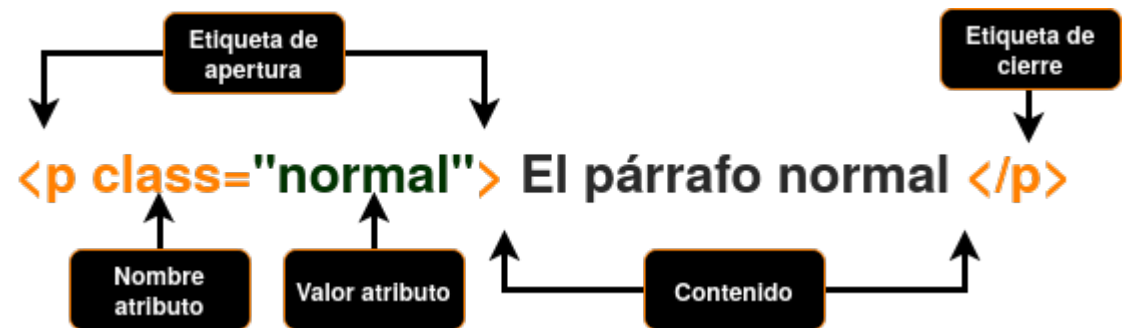 Etiqueta de
apertura
Etiqueta de
cierre
<p class="normal"> El párrafo normal </p>
Nombre
atributo
Valor atributo
Contenido